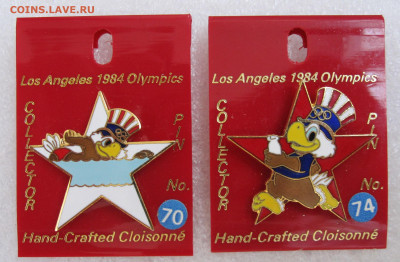 COINS.ЛАVE.RU
Los Angeles 1984 Olympics
COLLECTOR
PIN
No.
70
Hand-Crafted Cloisonné
Los Angeles 1984 Olympics
COLLECTOR
PIN
No.
74
Hand-Crafted Cloisonné